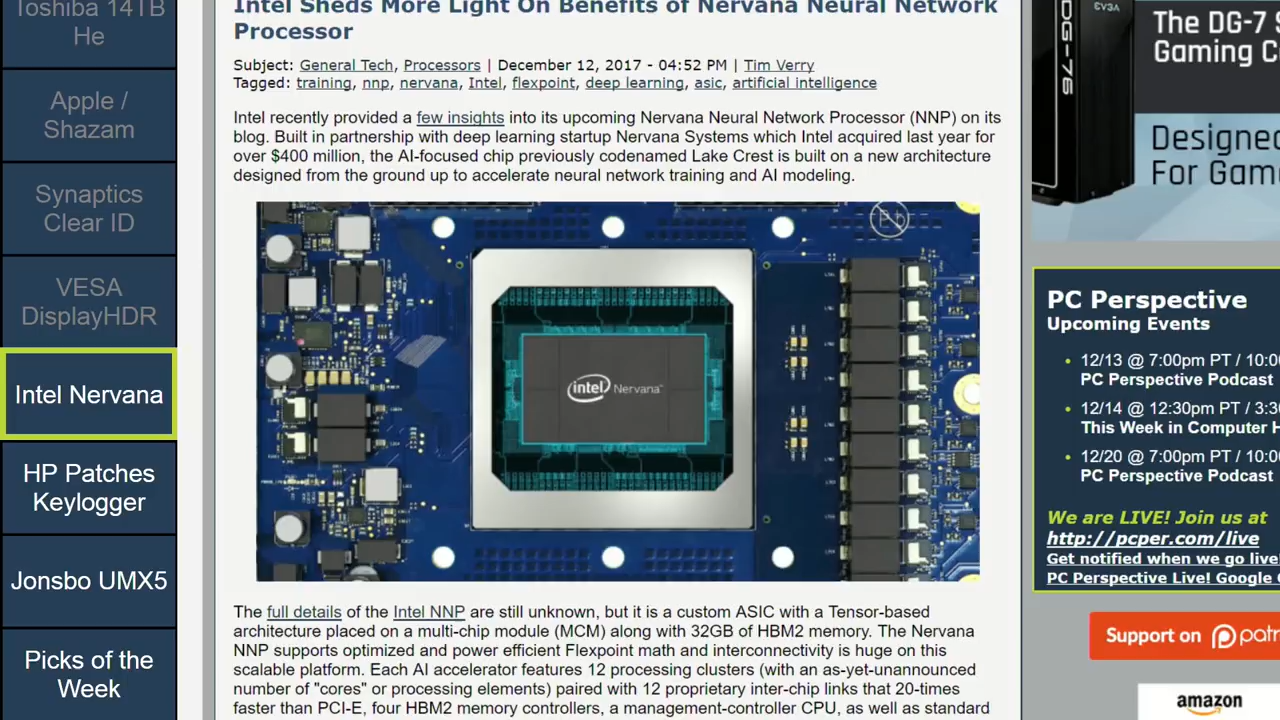 Toshiba 14TB
He
Apple /
Shazam
Synaptics
Clear ID
VESA
DisplayHDR
Intel Nervana
HP Patches
Keylogger
Jonsbo UMX5
Picks of the
Week
Intel Sheds More Light On Benefits of Nervana Neural Network
Processor
Subject: General Tech, Processors | December 12, 2017 - 04:52 PM | Tim Verry
Tagged: training, nnp, nervana, Intel, flexpoint, deep learning, asic, artificial intelligence
Intel recently provided a few insights into its upcoming Nervana Neural Network Processor (NNP) on its
blog. Built in partnership with deep learning startup Nervana Systems which Intel acquired last year for
over $400 million, the AI-focused chip previously codenamed Lake Crest is built on a new architecture
designed from the ground up to accelerate neural network training and AI modeling.
Pb
intel Nervana™
The full details of the Intel NNP are still unknown, but it is a custom ASIC with a Tensor-based
architecture placed on a multi-chip module (MCM) along with 32GB of HBM2 memory. The Nervana
NNP supports optimized and power efficient Flexpoint math and interconnectivity is huge on this
scalable platform. Each AI accelerator features 12 processing clusters (with an as-yet-unannounced
number of "cores" or processing elements) paired with 12 proprietary inter-chip links that 20-times
faster than PCI-E, four HBM2 memory controllers, a management-controller CPU, as well as standard
EVGA
DG-76
The DG-7 S
Gaming C
Designed
For Gam
PC Perspective
Upcoming Events
• 12/13 @ 7:00pm PT / 10:00
PC Perspective Podcast
• 12/14 @ 12:30pm PT / 3:30
This Week in Computer H
• 12/20 @ 7:00pm PT / 10:00
PC Perspective Podcast
We are LIVE! Join us at
http://pcper.com/live
Get notified when we go live!
PC Perspective Live! Google C
Support on patr
amazon